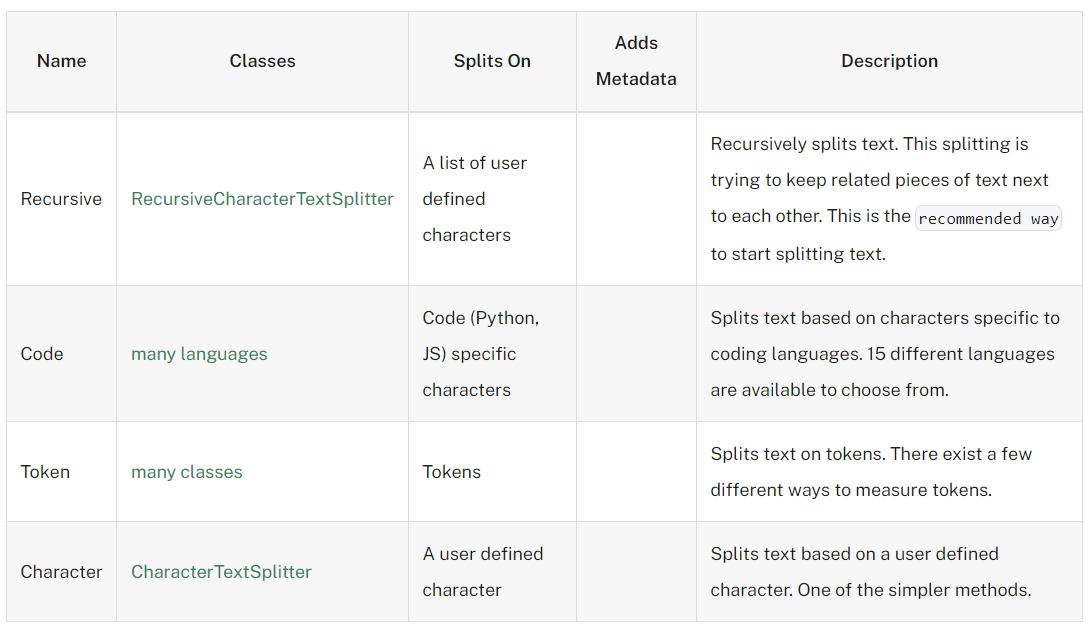 Name Classes Splits On Adds Metadata Description
Recursive RecursiveCharacterTextSplitter
A list of user
defined
characters
Recursively splits text. This splitting is
trying to keep related pieces of text next
to each other. This is the recommended way
to start splitting text.
Code many languages
Code (Python,
JS) specific
characters
Splits text based on characters specific to
coding languages. 15 different languages
are available to choose from.
Token many classes Tokens
Splits text on tokens. There exist a few
different ways to measure tokens.
Character CharacterTextSplitter
A user defined
character
Splits text based on a user defined
character. One of the simpler methods.